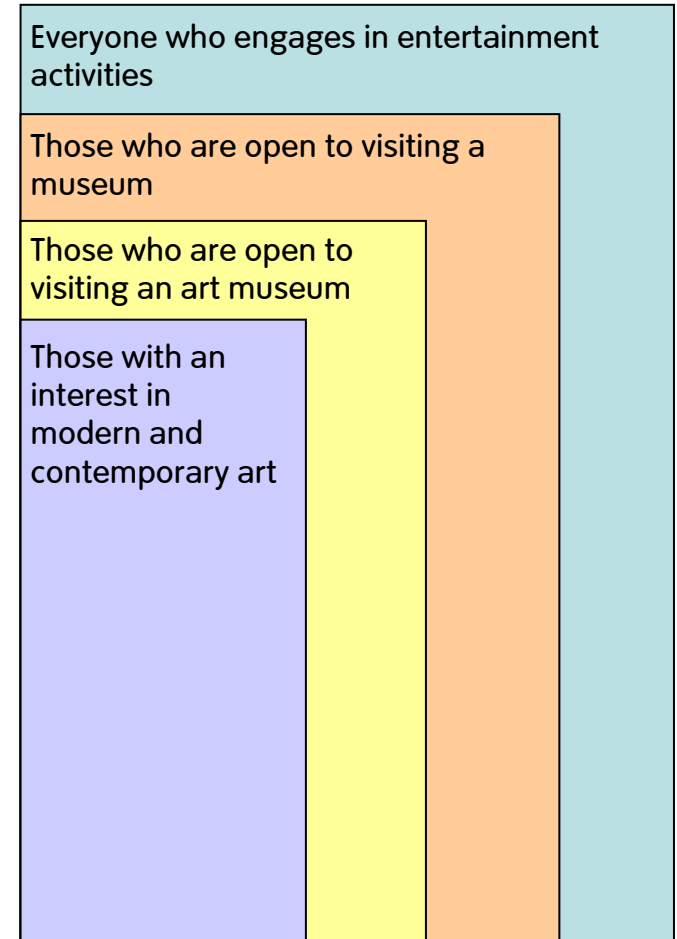 Everyone who engages in entertainment
activities
Those who are open to visiting a
museum
Those who are open to
visiting an art museum
Those with an
interest in
modern and
contemporary art